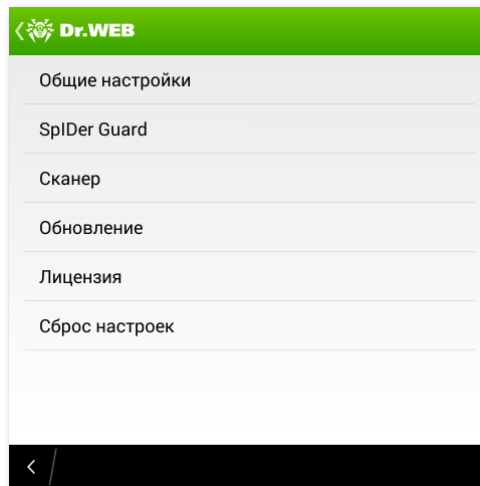 Dr.WEB
Общие настройки
SpIDer Guard
Сканер
Обновление
Лицензия
Сброс настроек